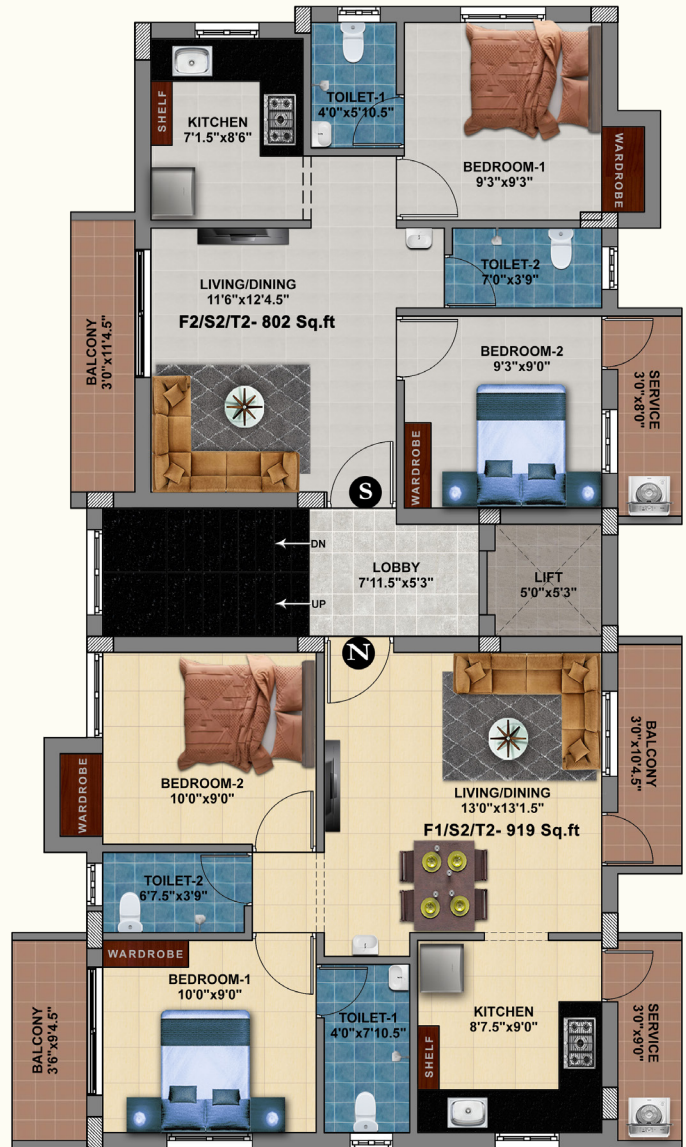 TOILET-1
4'0"x5'10.5"
SHELF
KITCHEN
7'1.5"x8'6"
WARDROBE
BEDROOM-1
9'3"x9'3"
TOILET-2
7'0"x3'9"
LIVING/DINING
11'6"x12'4.5"
F2/S2/T2- 802 Sq.ft
BALCONY
3'0"x11'4.5"
BEDROOM-2
9'3"x9'0"
SERVICE
3'0"x8'0"
WARDROBE
S
DN
LOBBY
7'11.5"x5'3"
LIFT
5'0"x5'3"
UP
N
BALCONY
3'0"x10'4.5"
BEDROOM-2
10'0"x9'0"
WARDROBE
LIVING/DINING
13'0"x13'1.5"
F1/S2/T2- 919 Sq.ft
TOILET-2
6'7.5"x3'9"
WARDROBE
BEDROOM-1
10'0"x9'0"
BALCONY
3'6"x9'4.5"
TOILET-1
4'0"x7'10.5"
KITCHEN
8'7.5"x9'0"
SHELF
SERVICE
3'0"x9'0"